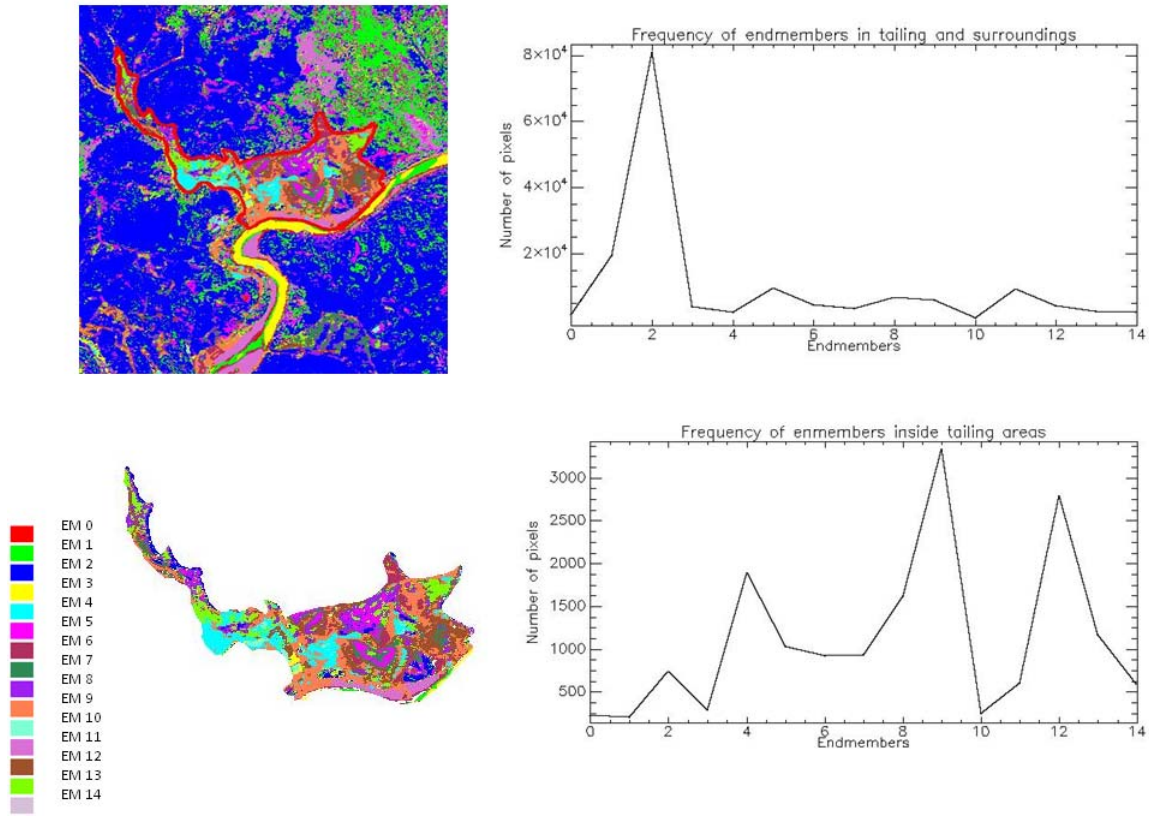 Frequency of endmembers in tailing and surroundings
8×10⁴
6×10⁴
4×10⁴
2×10⁴
Number of pixels
0 2 4 6 8 10 12 14
Endmembers
Frequency of enmembers inside tailing areas
3000
2500
2000
1500
1000
500
Number of pixels
0 2 4 6 8 10 12 14
Endmembers
EM 0
EM 1
EM 2
EM 3
EM 4
EM 5
EM 6
EM 7
EM 8
EM 9
EM 10
EM 11
EM 12
EM 13
EM 14